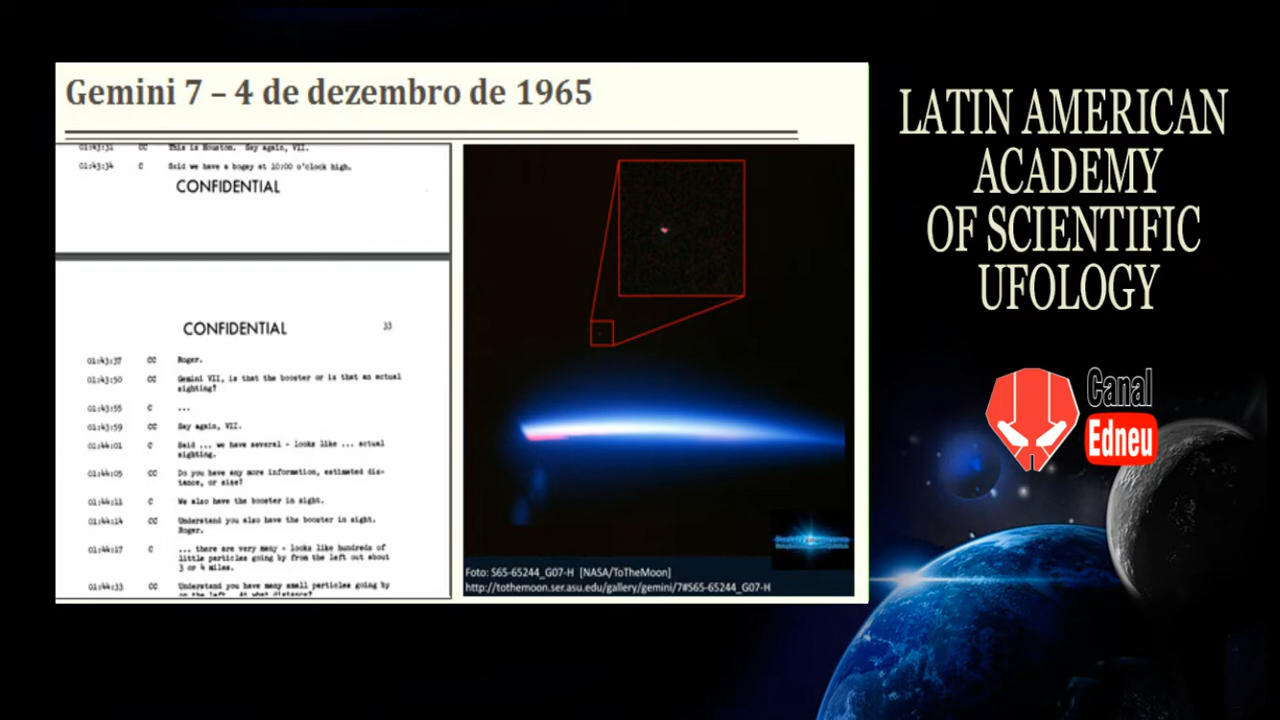 Gemini 7 – 4 de dezembro de 1965
01:43:31 CC This is Houston. Say again, VII.
01:43:34 C Said we have a bogey at 10:00 o'clock high.
CONFIDENTIAL
CONFIDENTIAL 33
01:43:37 CC Roger.
01:43:50 CC Gemini VII, is that the booster or is that an actual
sighting?
01:43:55 C ...
01:43:59 CC Say again, VII.
01:44:01 C Said ... we have several - looks like ... actual
sighting.
01:44:05 CC Do you have any more information, estimated dis-
tance, or size?
01:44:11 C We also have the booster in sight.
01:44:14 CC Understand you also have the booster in sight.
Roger.
01:44:17 C ... there are very many - looks like hundreds of
little particles going by from the left out about
3 or 4 miles.
01:44:33 CC Understand you have many small particles going by
on the left. At what distance?
Foto: S65-65244_G07-H [NASA/ToTheMoon]
http://tothemoon.ser.asu.edu/gallery/gemini/7#S65-65244_G07-H
LATIN AMERICAN
ACADEMY
OF SCIENTIFIC
UFOLOGY
Canal
Edneu